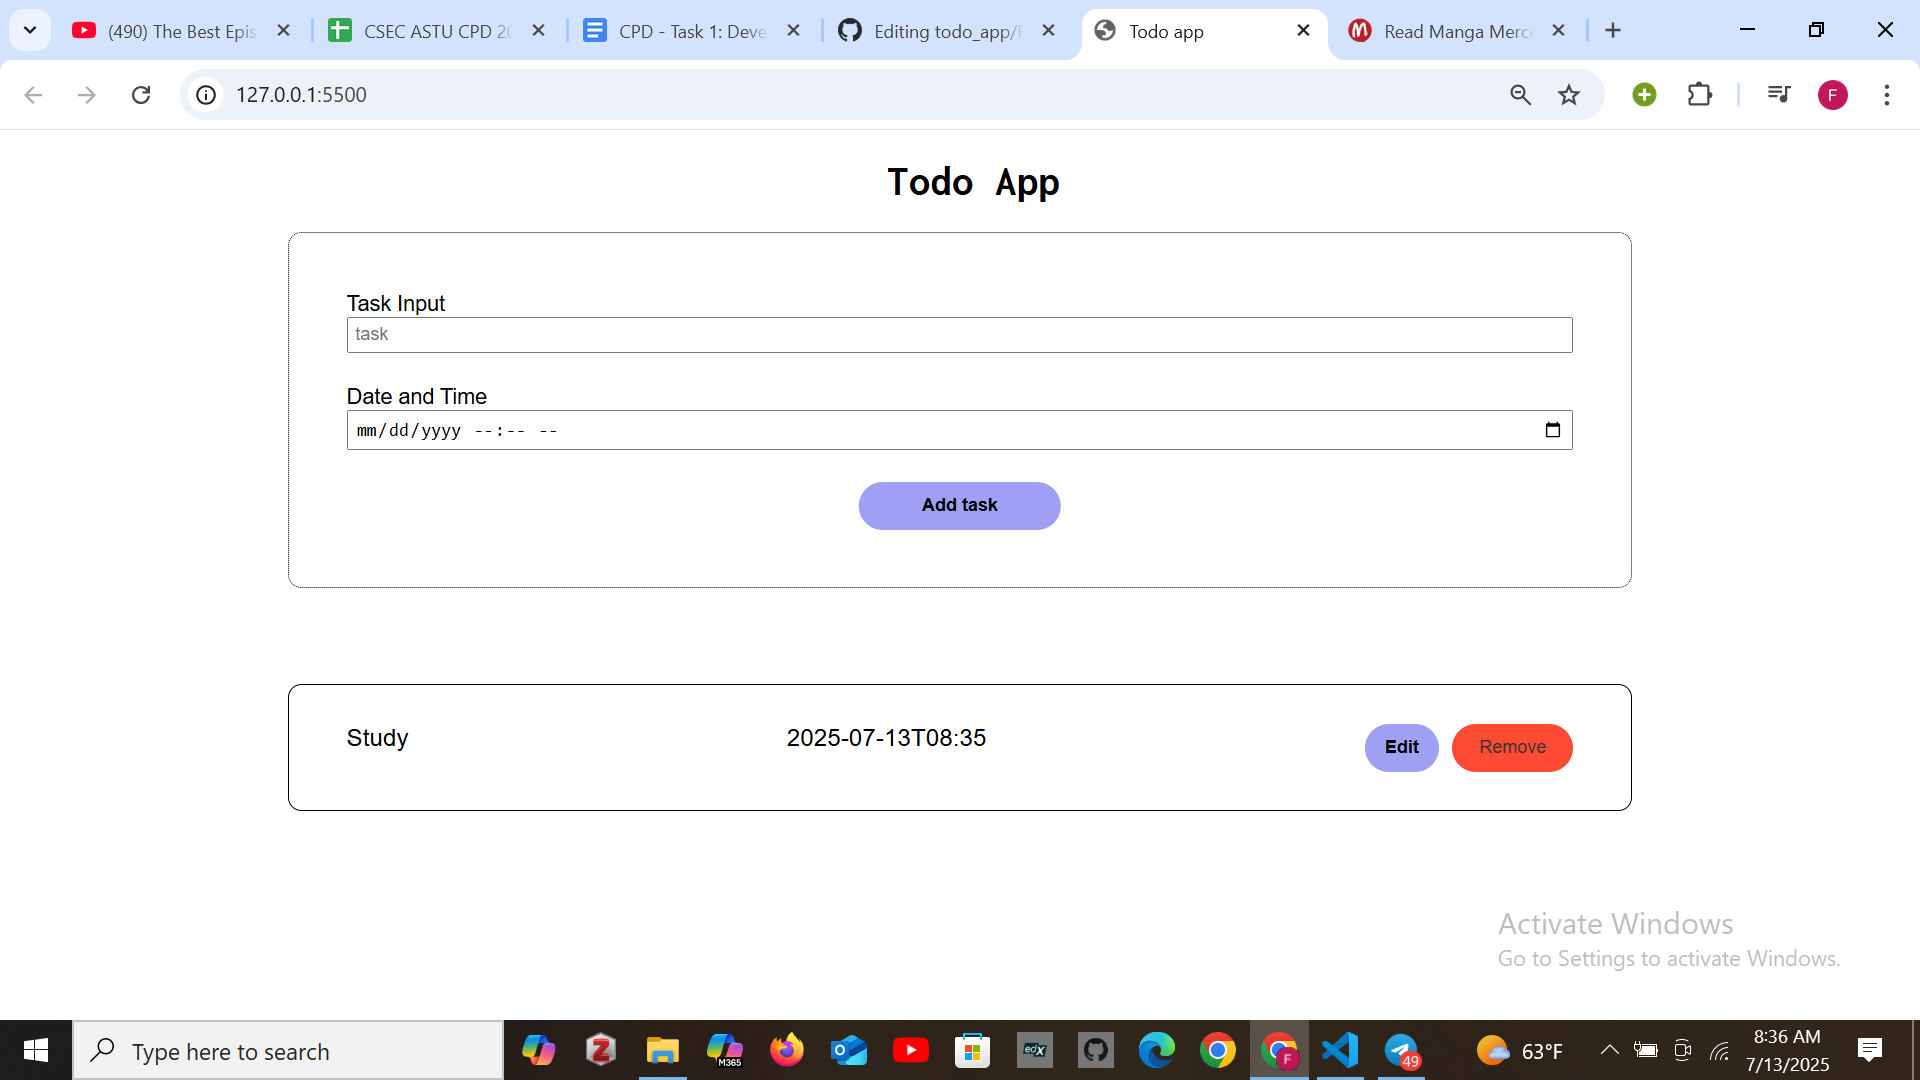 (490) The Best Epis
CSEC ASTU CPD 20
CPD - Task 1: Deve
Editing todo_app/R
Todo app
Read Manga Merce
127.0.0.1:5500
F
Todo App
Task Input
task
Date and Time
mm/dd/yyyy --:-- --
Add task
Study
2025-07-13T08:35
Edit
Remove
Activate Windows
Go to Settings to activate Windows.
Type here to search
M365
edX
F
49
63°F
8:36 AM
7/13/2025